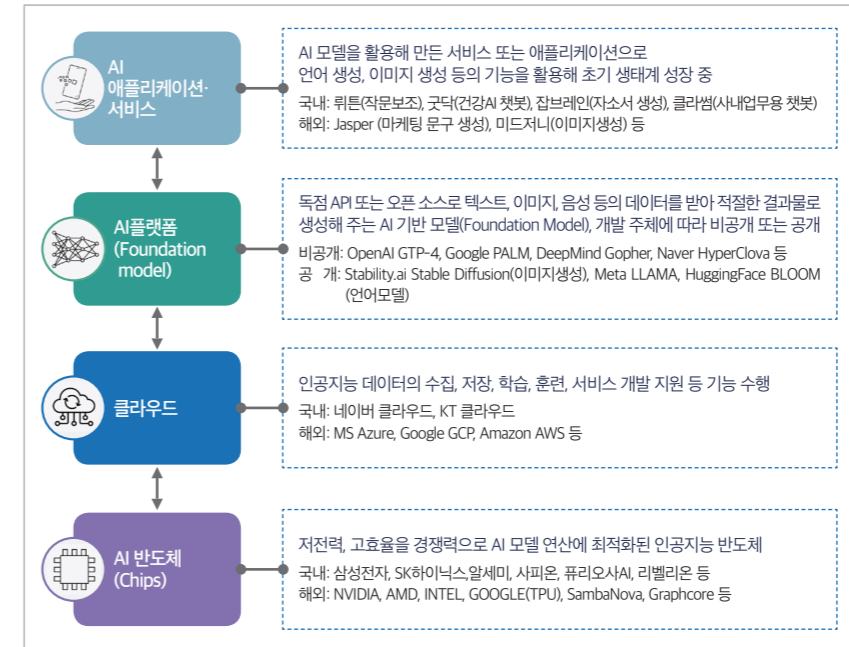 AI
애플리케이션·
서비스
AI 모델을 활용해 만든 서비스 또는 애플리케이션으로
언어 생성, 이미지 생성 등의 기능을 활용해 초기 생태계 성장 중
국내: 뤼튼(작문보조), 굿닥(건강AI 챗봇), 잡브레인(자소서 생성), 클라썸(사내업무용 챗봇)
해외: Jasper (마케팅 문구 생성), 미드저니(이미지생성) 등
AI플랫폼
(Foundation
model)
독점 API 또는 오픈 소스로 텍스트, 이미지, 음성 등의 데이터를 받아 적절한 결과물로
생성해 주는 AI 기반 모델(Foundation Model), 개발 주체에 따라 비공개 또는 공개
비공개: OpenAI GTP-4, Google PALM, DeepMind Gopher, Naver HyperClova 등
공 개: Stability.ai Stable Diffusion(이미지생성), Meta LLAMA, HuggingFace BLOOM
(언어모델)
클라우드
인공지능 데이터의 수집, 저장, 학습, 훈련, 서비스 개발 지원 등 기능 수행
국내: 네이버 클라우드, KT 클라우드
해외: MS Azure, Google GCP, Amazon AWS 등
AI 반도체
(Chips)
저전력, 고효율을 경쟁력으로 AI 모델 연산에 최적화된 인공지능 반도체
국내: 삼성전자, SK하이닉스,알세미, 사피온, 퓨리오사AI, 리벨리온 등
해외: NVIDIA, AMD, INTEL, GOOGLE(TPU), SambaNova, Graphcore 등